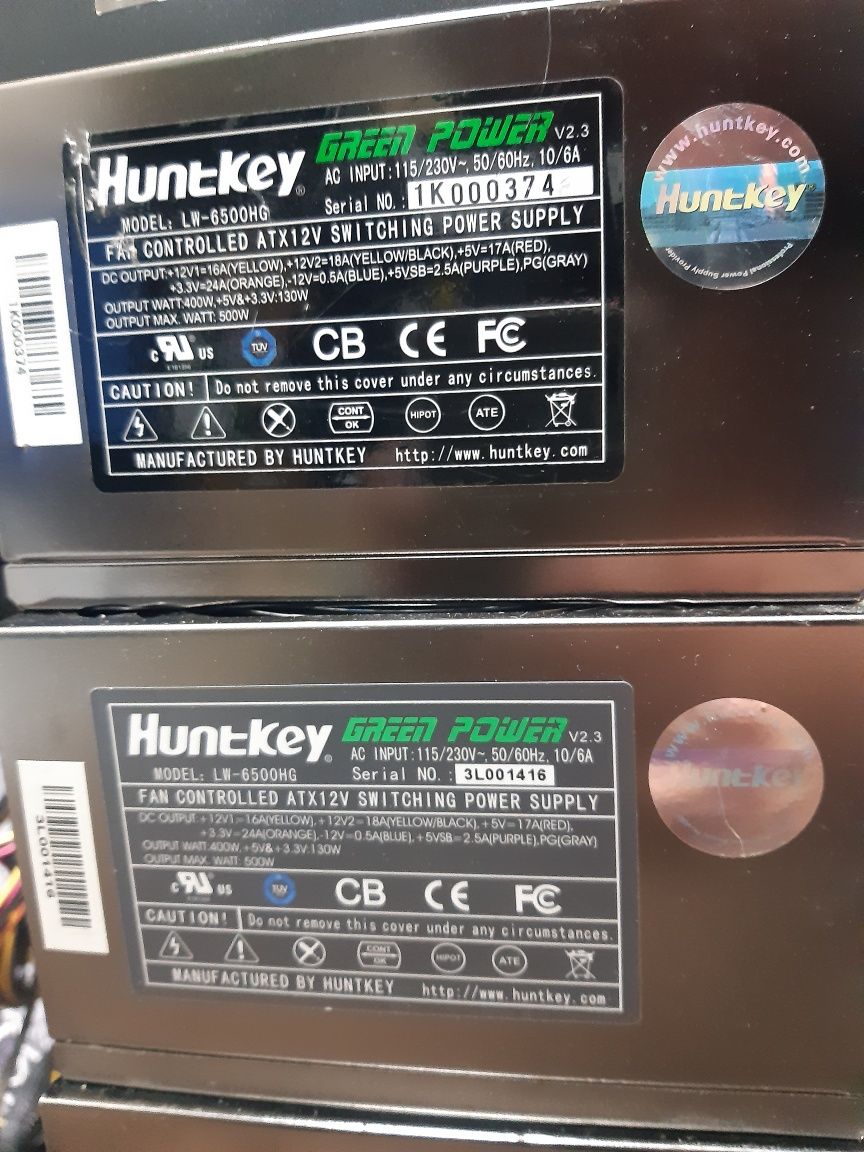 HUNTKEY® GREEN POWER V2.3
AC INPUT:115/230V~, 50/60Hz, 10/6A
MODEL: LW-6500HG Serial NO.: 1K000374
FAN CONTROLLED ATX12V SWITCHING POWER SUPPLY
DC OUTPUT:+12V1=16A(YELLOW),+12V2=18A(YELLOW/BLACK),+5V=17A(RED),
+3.3V=24A(ORANGE),-12V=0.5A(BLUE),+5VSB=2.5A(PURPLE),PG(GRAY)
OUTPUT WATT:400W,+5V&+3.3V:130W
OUTPUT MAX. WATT: 500W
c RU US TÜV CB CE FC
CAUTION! Do not remove this cover under any circumstances.
CONT OK HIPOT ATE
MANUFACTURED BY HUNTKEY http://www.huntkey.com
1K000374
www.huntkey.com
HUNTKEY®
Professional Power Supply Provider
HUNTKEY® GREEN POWER V2.3
AC INPUT:115/230V~, 50/60Hz, 10/6A
MODEL: LW-6500HG Serial NO.: 3L001416
FAN CONTROLLED ATX12V SWITCHING POWER SUPPLY
DC OUTPUT:+12V1=16A(YELLOW),+12V2=18A(YELLOW/BLACK),+5V=17A(RED),
+3.3V=24A(ORANGE),-12V=0.5A(BLUE),+5VSB=2.5A(PURPLE),PG(GRAY)
OUTPUT WATT:400W,+5V&+3.3V:130W
OUTPUT MAX. WATT: 500W
c RU US TÜV CB CE FC
CAUTION! Do not remove this cover under any circumstances.
CONT OK HIPOT ATE
MANUFACTURED BY HUNTKEY http://www.huntkey.com
3L001416
HUNTKEY